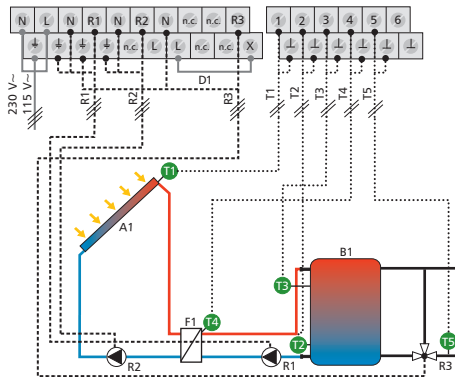 N L N R1 N R2 N n.c. n.c. R3
n.c. L L n.c. X
1 2 3 4 5 6
D1
230 V~
115 V~
R1
R2
R3
T1
T2
T3
T4
T5
T1
A1
B1
T3
F1
T4
T2
T5
R2
R1
R3